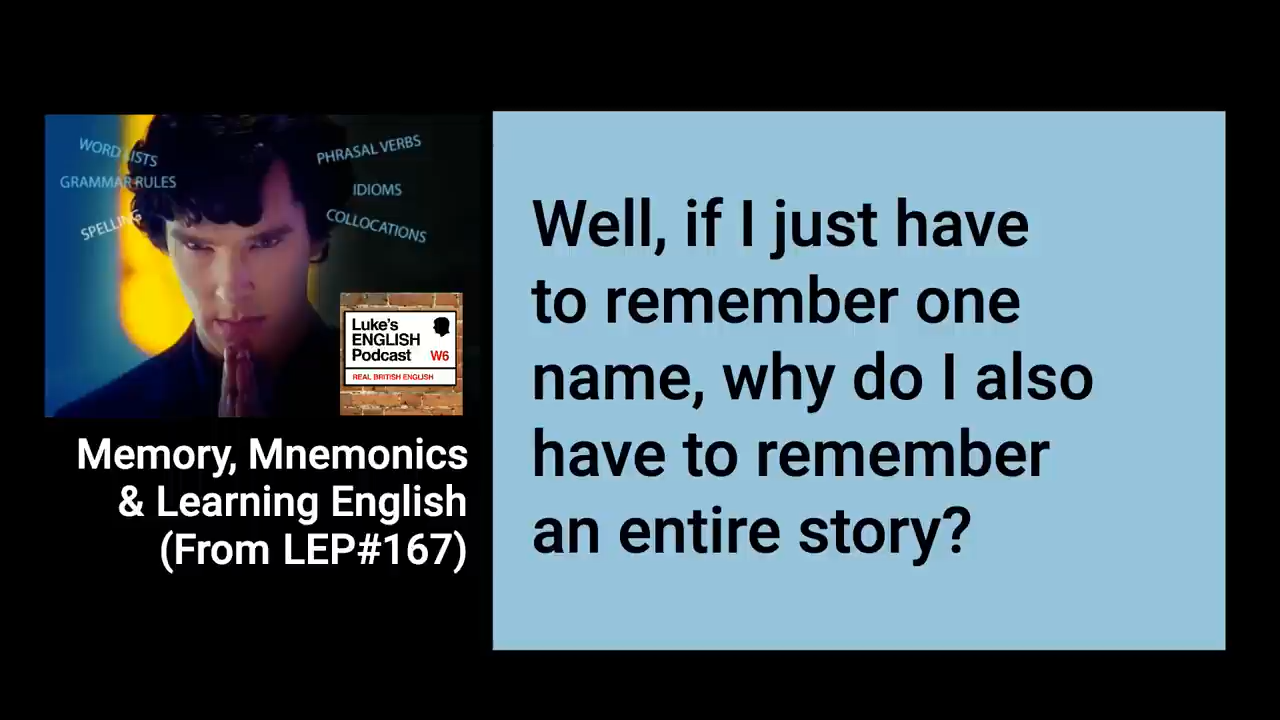 WORD LISTS
GRAMMAR RULES
SPELLING
PHRASAL VERBS
IDIOMS
COLLOCATIONS
Luke's
ENGLISH
Podcast
W6
REAL BRITISH ENGLISH
Memory, Mnemonics
& Learning English
(From LEP#167)
Well, if I just have
to remember one
name, why do I also
have to remember
an entire story?